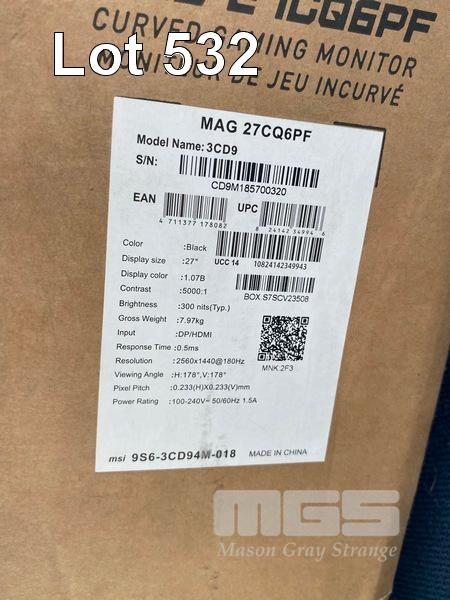 CQ6PF
CURVED GAMING MONITOR
Lot 532
MONITEUR DE JEU INCURVÉ
MAG 27CQ6PF
Model Name: 3CD9
S/N:
CD9M185700320
EAN
4 711377 178082
UPC
8 24142 34994 6
Color :Black
UCC 14 10824142349943
Display size :27"
Display color :1.07B
Contrast :5000:1
BOX.S7SCV23508
Brightness :300 nits(Typ.)
Gross Weight :7.97kg
Input :DP/HDMI
Response Time :0.5ms
Resolution :2560x1440@180Hz
MNK.2F3
Viewing Angle :H:178°,V:178°
Pixel Pitch :0.233(H)X0.233(V)mm
Power Rating :100-240V~ 50/60Hz 1.5A
msi 9S6-3CD94M-018 MADE IN CHINA
MGS
Mason Gray Strange